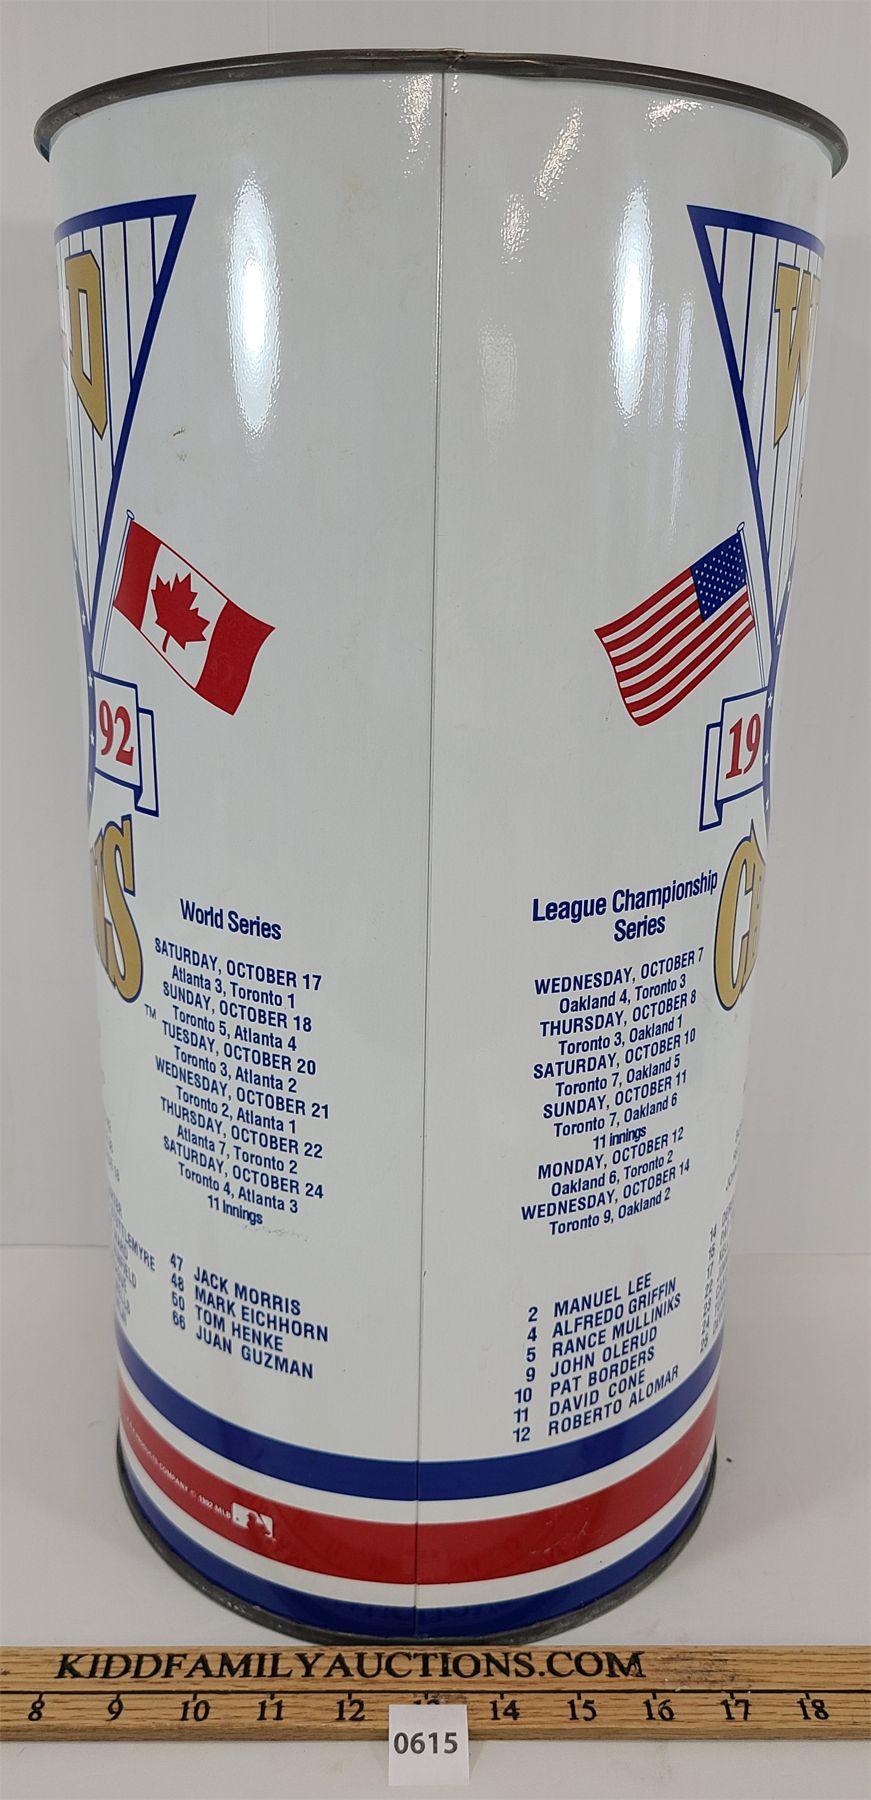 LD
W
92
19
NS
CH
TM
World Series
SATURDAY, OCTOBER 17
Atlanta 3, Toronto 1
SUNDAY, OCTOBER 18
Toronto 5, Atlanta 4
TUESDAY, OCTOBER 20
Toronto 3, Atlanta 2
WEDNESDAY, OCTOBER 21
Toronto 2, Atlanta 1
THURSDAY, OCTOBER 22
Atlanta 7, Toronto 2
SATURDAY, OCTOBER 24
Toronto 4, Atlanta 3
11 Innings
47 JACK MORRIS
48 MARK EICHHORN
50 TOM HENKE
66 JUAN GUZMAN
League Championship
Series
WEDNESDAY, OCTOBER 7
Oakland 4, Toronto 3
THURSDAY, OCTOBER 8
Toronto 3, Oakland 1
SATURDAY, OCTOBER 10
Toronto 7, Oakland 5
SUNDAY, OCTOBER 11
Toronto 7, Oakland 6
11 innings
MONDAY, OCTOBER 12
Oakland 6, Toronto 2
WEDNESDAY, OCTOBER 14
Toronto 9, Oakland 2
2 MANUEL LEE
4 ALFREDO GRIFFIN
5 RANCE MULLINIKS
9 JOHN OLERUD
10 PAT BORDERS
11 DAVID CONE
12 ROBERTO ALOMAR
COMPANY © 1992 MLB
KIDDFAMILYAUCTIONS.COM
8 9 10 11 12 13 14 15 16 17 18
0615